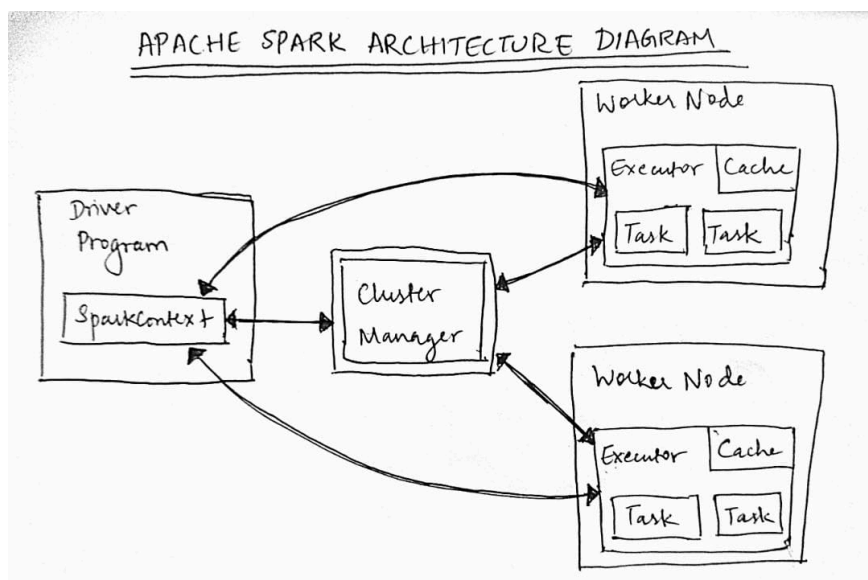 APACHE SPARK ARCHITECTURE DIAGRAM
Driver
Program
SparkContext
Cluster
Manager
Worker Node
Executor
Cache
Task
Task
Worker Node
Executor
Cache
Task
Task